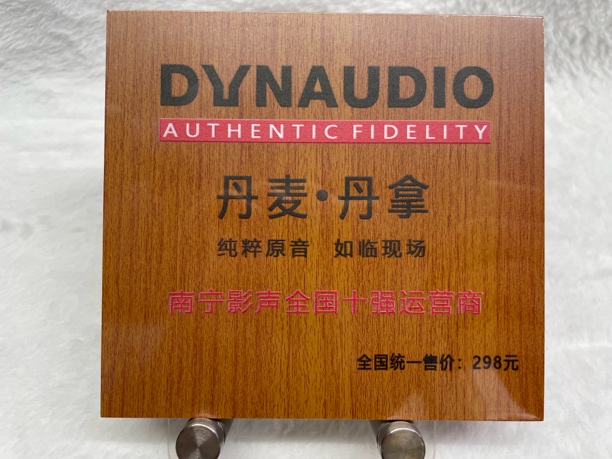 DYNAUDIO
AUTHENTIC FIDELITY
丹麦·丹拿
纯粹原音 如临现场
南宁影声全国十强运营商
全国统一售价：298元